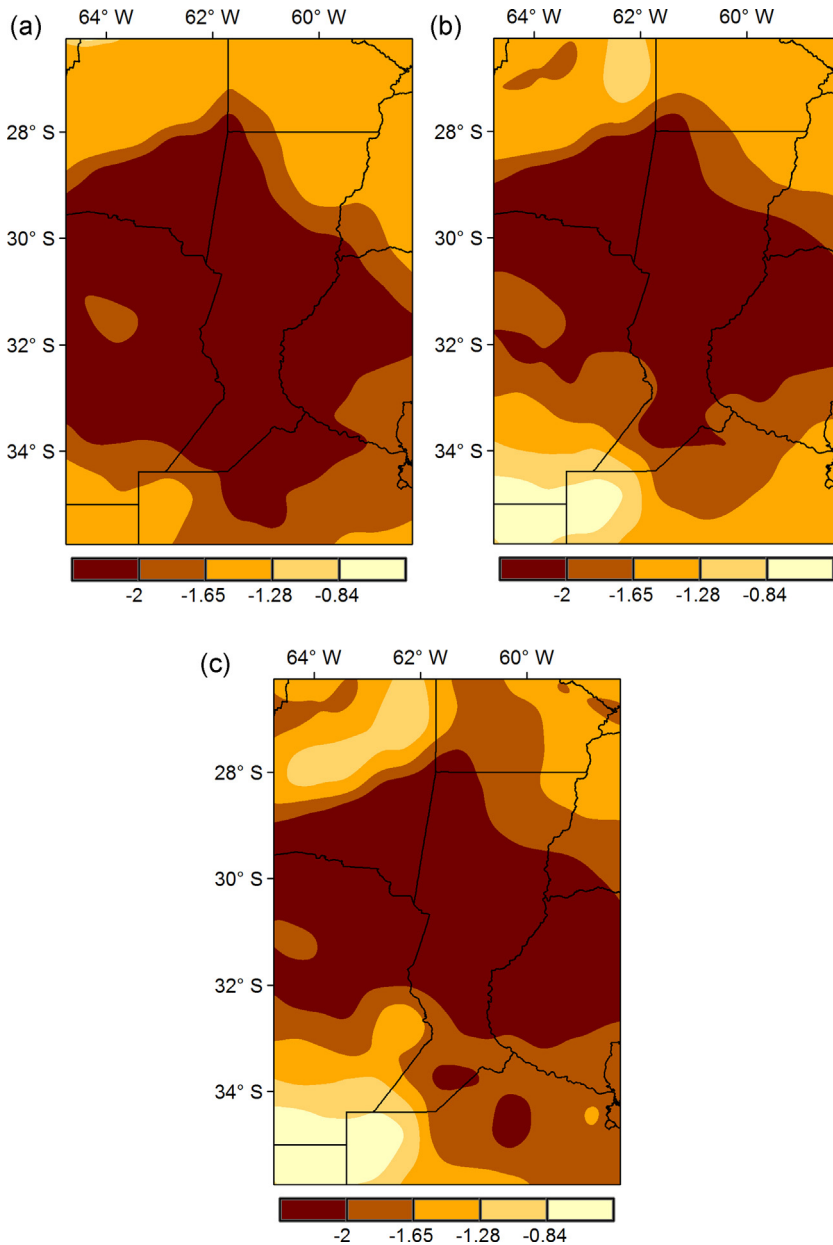 (a) 64° W 62° W 60° W
28° S
30° S
32° S
34° S
-2 -1.65 -1.28 -0.84
(b) 64° W 62° W 60° W
28° S
30° S
32° S
34° S
-2 -1.65 -1.28 -0.84
(c) 64° W 62° W 60° W
28° S
30° S
32° S
34° S
-2 -1.65 -1.28 -0.84